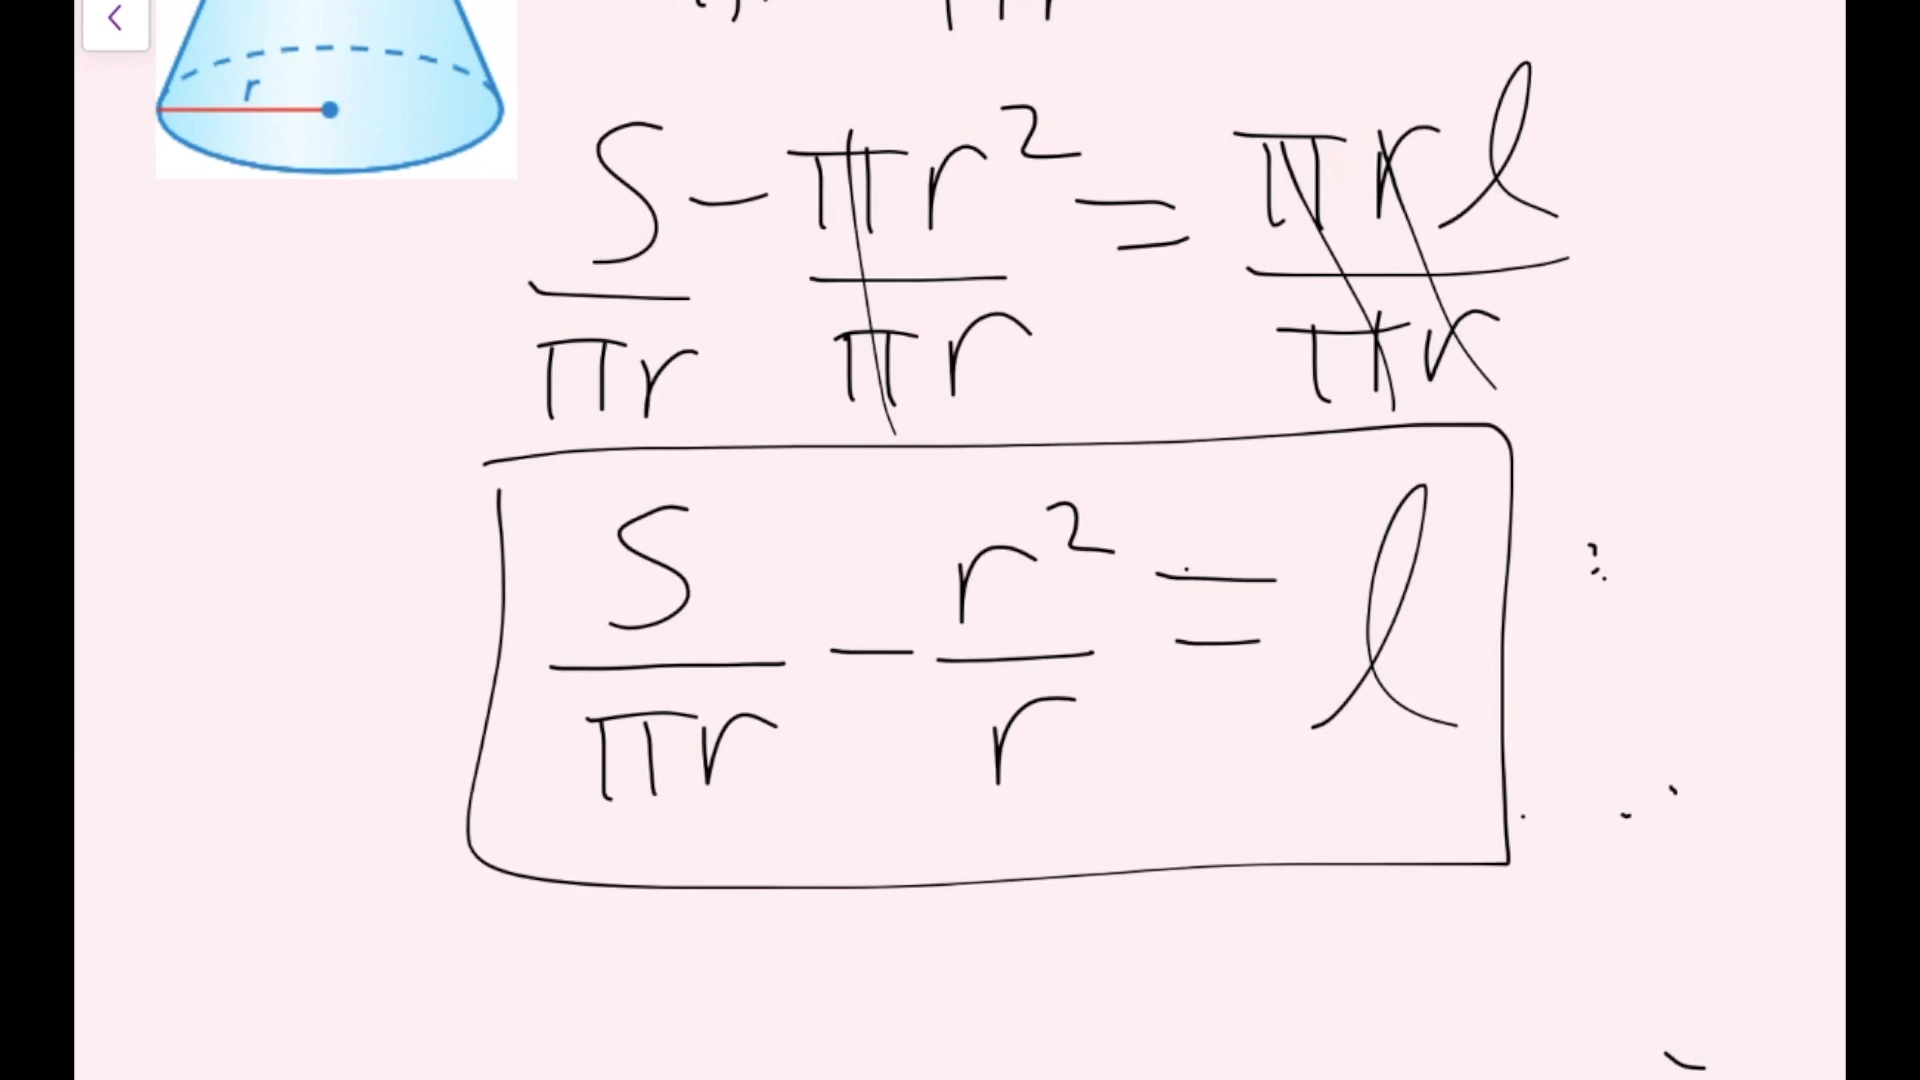 r
S/πr - πr²/πr = πrl/πr
S/πr - r²/r = l